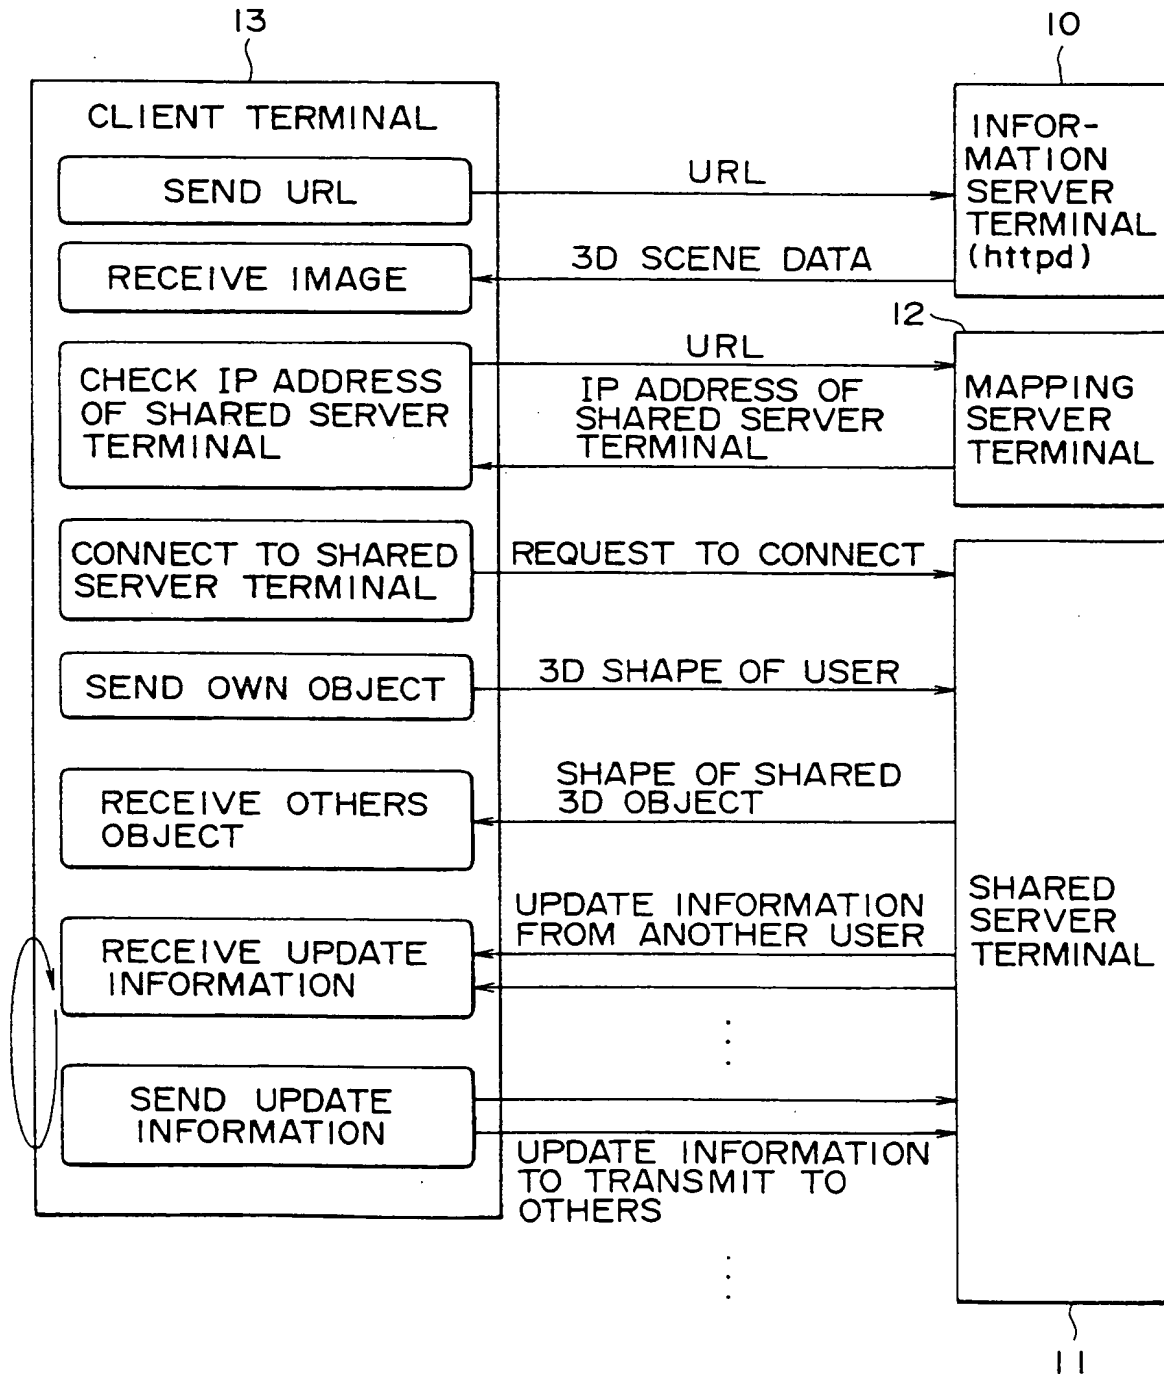 13
10
CLIENT TERMINAL
SEND URL
URL
INFOR-
MATION
SERVER
TERMINAL
(httpd)
RECEIVE IMAGE
3D SCENE DATA
12
CHECK IP ADDRESS
OF SHARED SERVER
TERMINAL
URL
IP ADDRESS OF
SHARED SERVER
TERMINAL
MAPPING
SERVER
TERMINAL
CONNECT TO SHARED
SERVER TERMINAL
REQUEST TO CONNECT
SEND OWN OBJECT
3D SHAPE OF USER
RECEIVE OTHERS
OBJECT
SHAPE OF SHARED
3D OBJECT
SHARED
SERVER
TERMINAL
RECEIVE UPDATE
INFORMATION
UPDATE INFORMATION
FROM ANOTHER USER
SEND UPDATE
INFORMATION
UPDATE INFORMATION
TO TRANSMIT TO
OTHERS
11